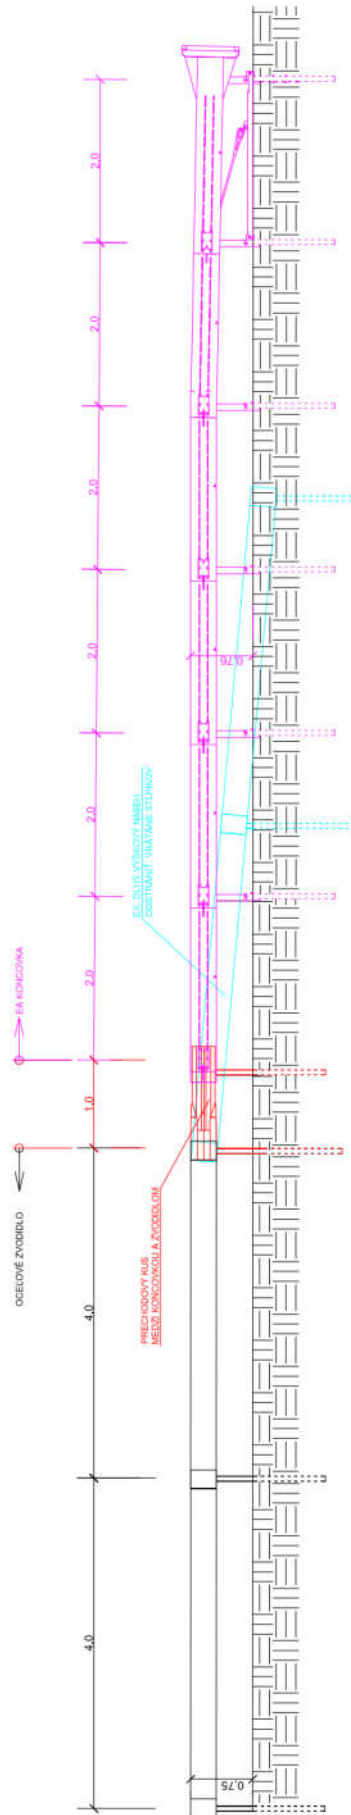 OCEĽOVÉ ZVODIDLO
EA KONCOVKA
4,0
4,0
1,0
2,0
2,0
2,0
2,0
2,0
2,0
PRECHODOVÝ KUS
MEDZI KONCOVKOU A ZVODIDLOM
EX. DLHÝ VÝŠKOVÝ NÁBEH
ODSTRÁNIŤ, VRÁTANE STĹPIKOV
0,75
0,76